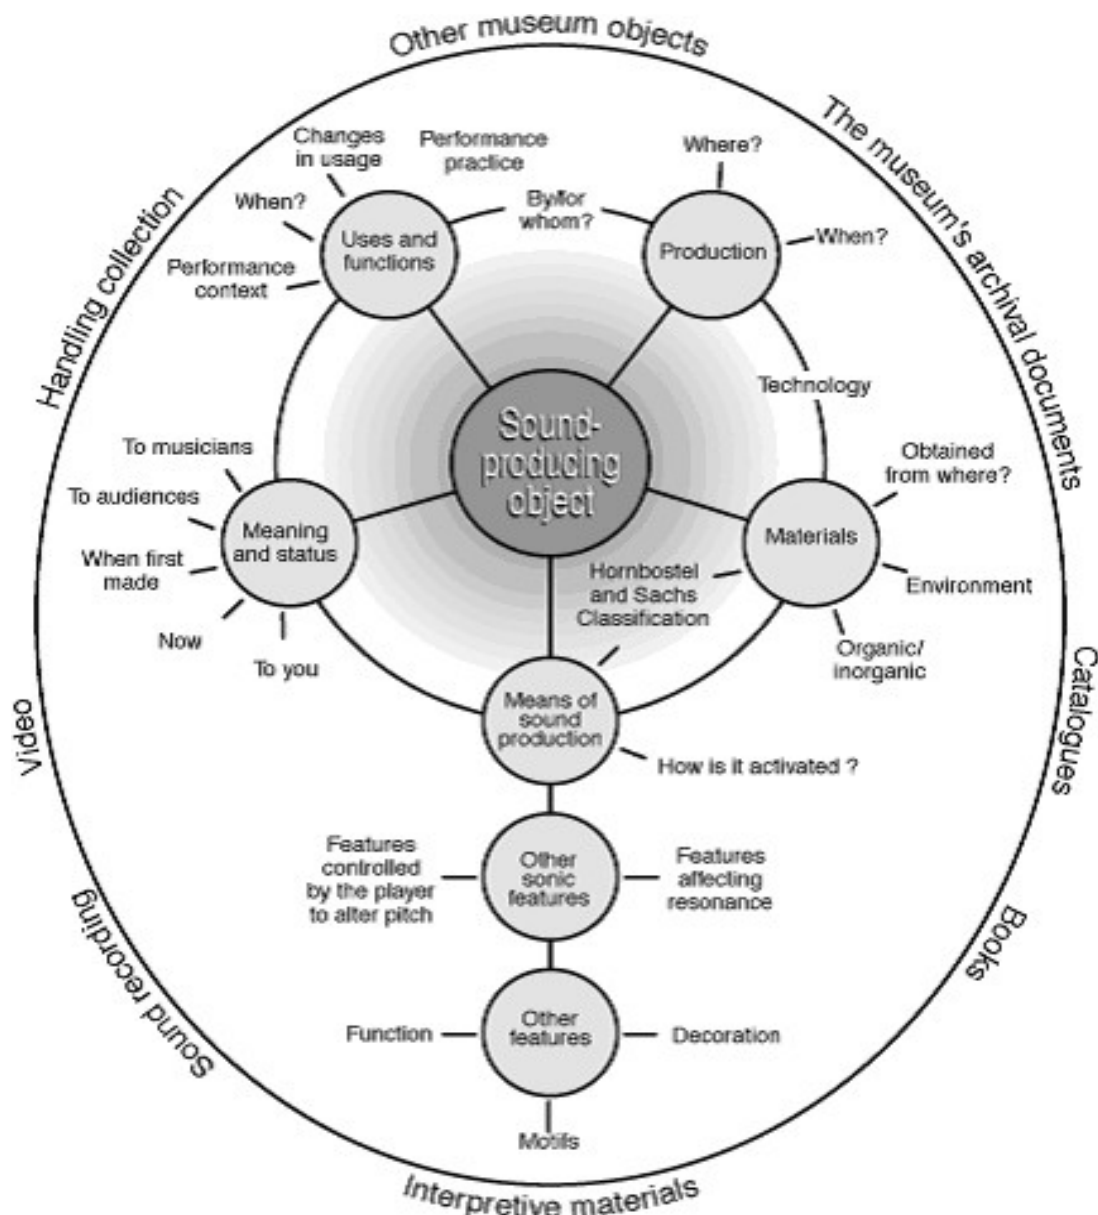 Other museum objects
The museum's archival documents
Handling collection
Changes
in usage
Performance
practice
Where?
When?
By/for
whom?
When?
Uses and
functions
Production
Performance
context
Technology
Sound-
producing
object
To musicians
Obtained
from where?
To audiences
Meaning
and status
Materials
When first
made
Hornbostel
and Sachs
Classification
Environment
Now
To you
Organic/
inorganic
Catalogues
Video
Means of
sound
production
How is it activated ?
Features
controlled
by the player
to alter pitch
Other
sonic
features
Features
affecting
resonance
Books
Sound recording
Function
Other
features
Decoration
Motifs
Interpretive materials